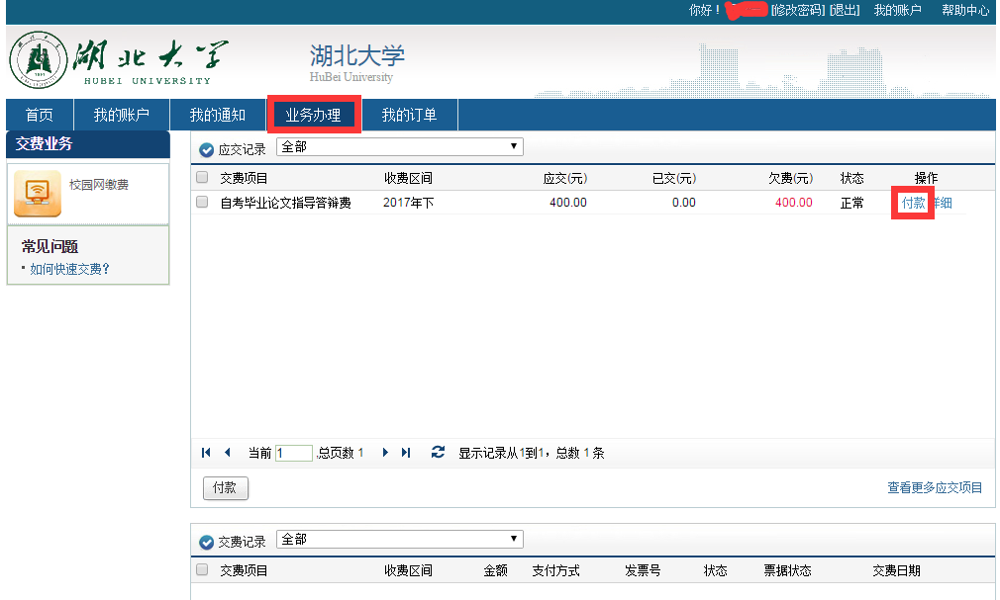 你好！ [修改密码] [退出] 我的账户 帮助中心
湖北大学 湖北大学
HUBEI UNIVERSITY HuBei University
首页 我的账户 我的通知 业务办理 我的订单
交费业务
校园网缴费
常见问题
· 如何快速交费？
应交记录 全部
交费项目 收费区间 应交(元) 已交(元) 欠费(元) 状态 操作
自考毕业论文指导答辩费 2017年下 400.00 0.00 400.00 正常 付款 详细
当前 1 ,总页数 1 显示记录从1到1，总数 1 条
付款 查看更多应交项目
交费记录 全部
交费项目 收费区间 金额 支付方式 发票号 状态 票据状态 交费日期